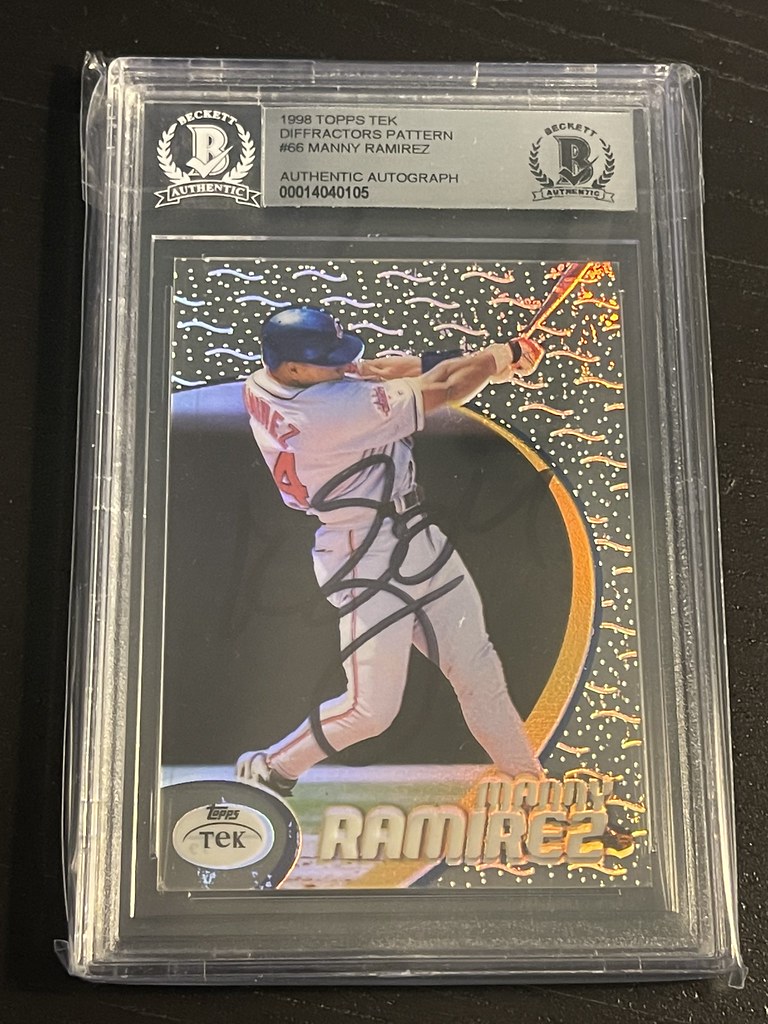 BECKETT
B
AUTHENTIC
1998 TOPPS TEK
DIFFRACTORS PATTERN
#66 MANNY RAMIREZ
AUTHENTIC AUTOGRAPH
00014040105
BECKETT
B
AUTHENTIC
4
Topps
TEK
MANNY
RAMIREZ